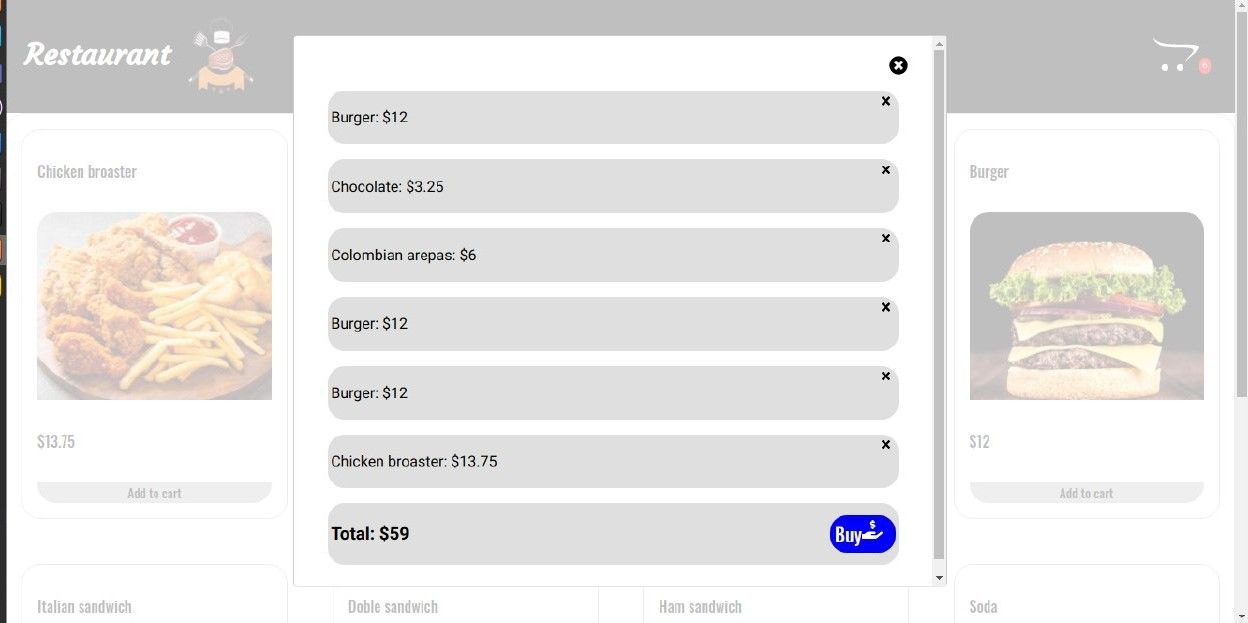 Restaurant
Burger: $12
Chocolate: $3.25
Colombian arepas: $6
Burger: $12
Burger: $12
Chicken broaster: $13.75
Total: $59
Buy
Chicken broaster
$13.75
Add to cart
Burger
$12
Add to cart
Italian sandwich
Doble sandwich
Ham sandwich
Soda